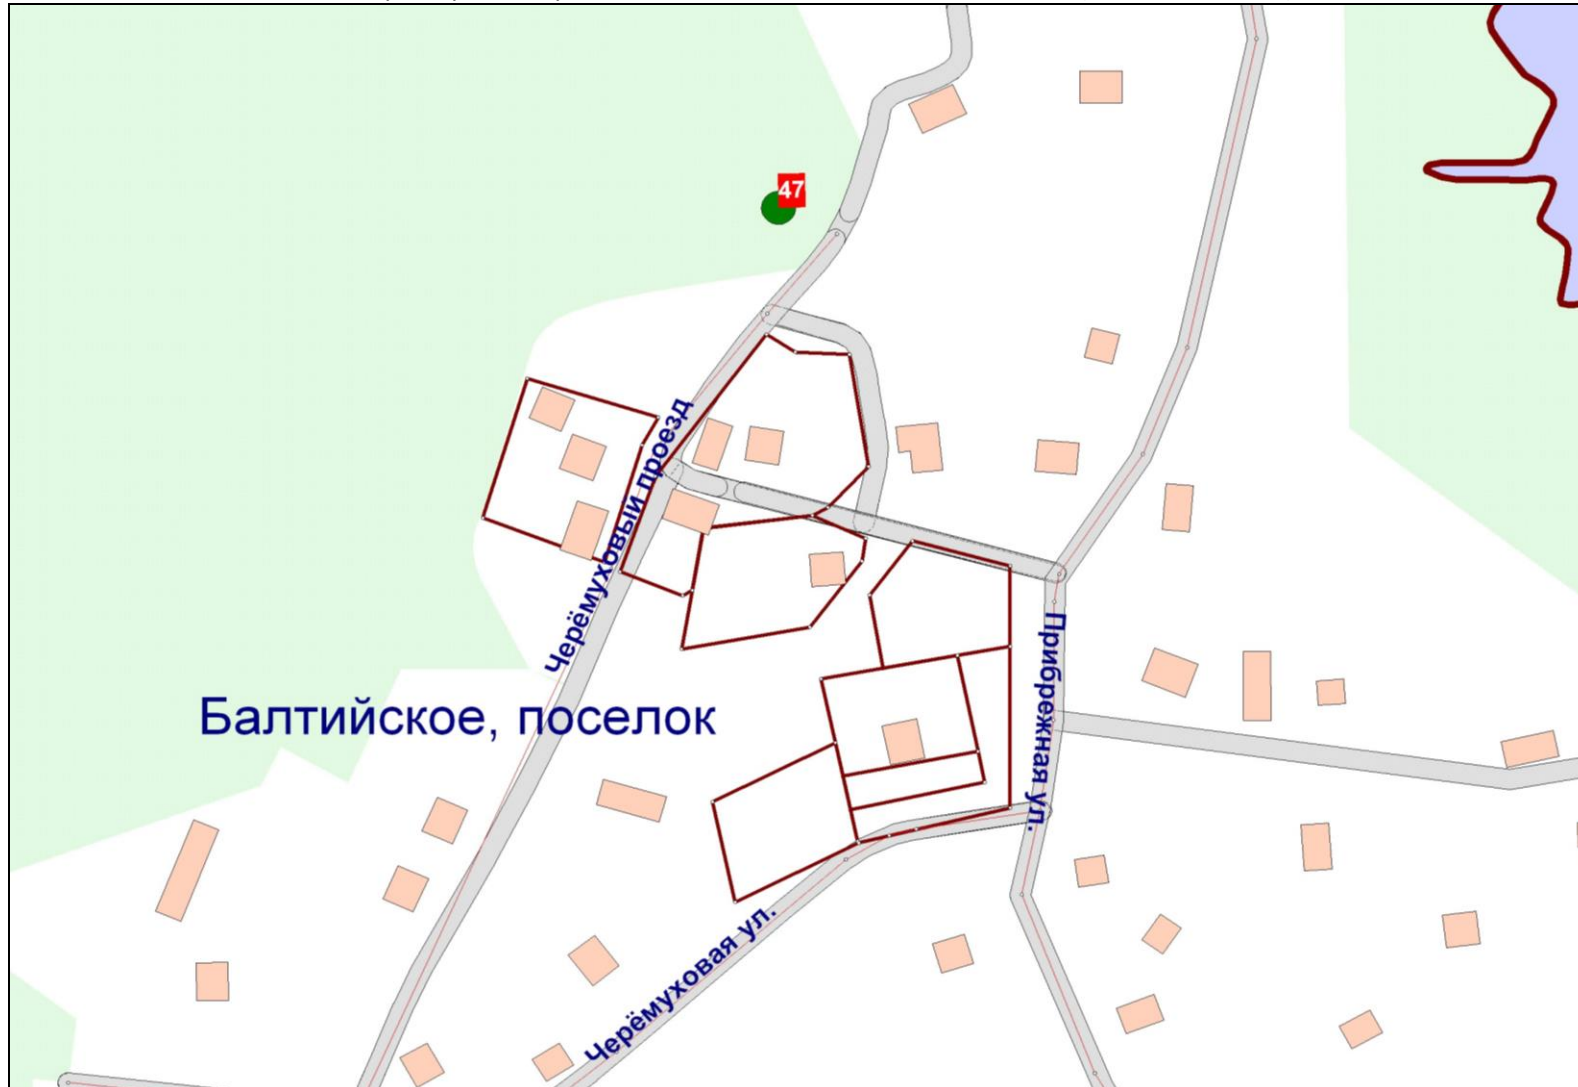 47
Черёмуховый проезд
Прибрежная ул.
Балтийское, поселок
Черёмуховая ул.